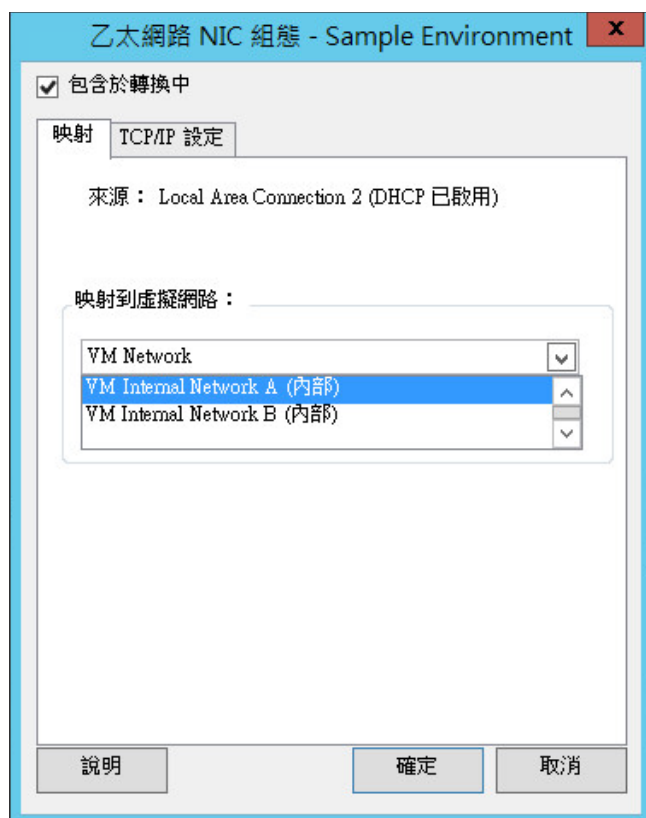 乙太網路 NIC 組態 - Sample Environment x
包含於轉換中
映射 TCP/IP 設定
來源： Local Area Connection 2 (DHCP 已啟用)
映射到虛擬網路：
VM Network
VM Internal Network A (內部)
VM Internal Network B (內部)
說明 確定 取消